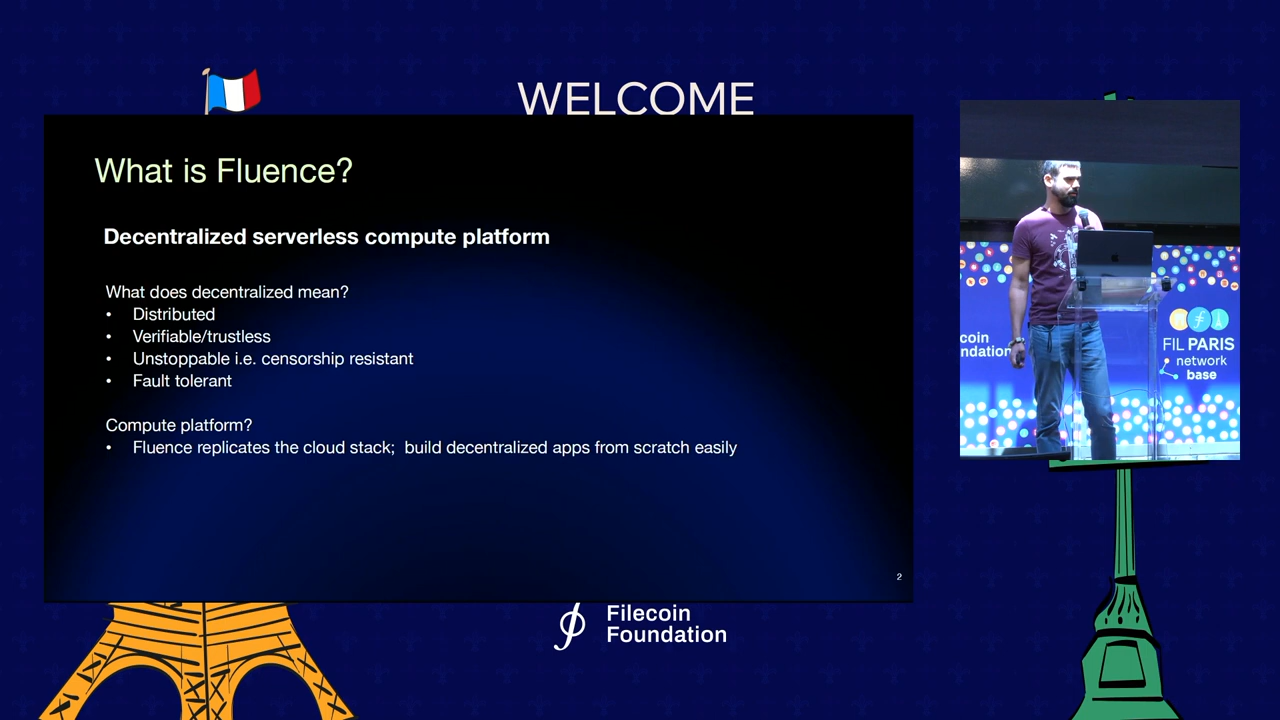 WELCOME
What is Fluence?
Decentralized serverless compute platform
What does decentralized mean?
• Distributed
• Verifiable/trustless
• Unstoppable i.e. censorship resistant
• Fault tolerant
Compute platform?
• Fluence replicates the cloud stack;  build decentralized apps from scratch easily
2
Filecoin
Foundation
coin
ndation
FIL PARIS
network
base